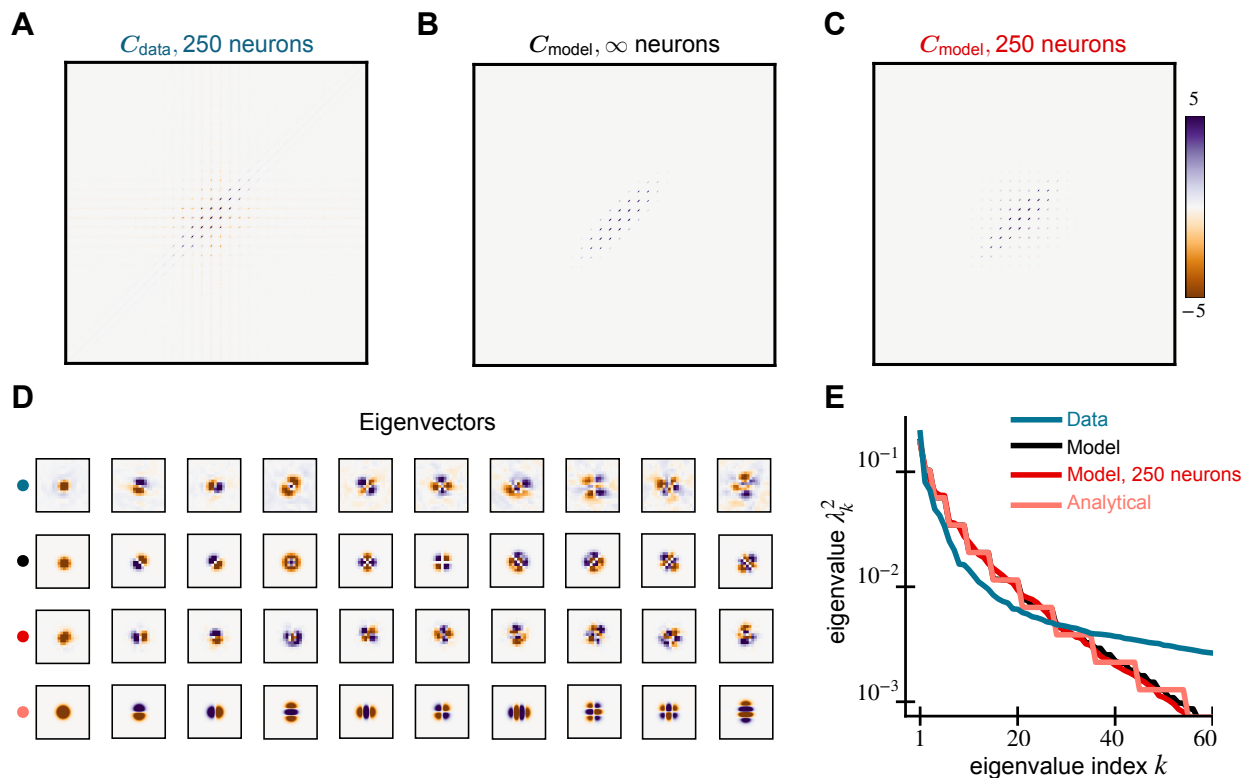 A
B
C
C_data, 250 neurons
C_model, ∞ neurons
C_model, 250 neurons
5
−5
D
Eigenvectors
E
Data
Model
Model, 250 neurons
Analytical
eigenvalue λ_k^2
10^−1
10^−2
10^−3
1
20
40
60
eigenvalue index k